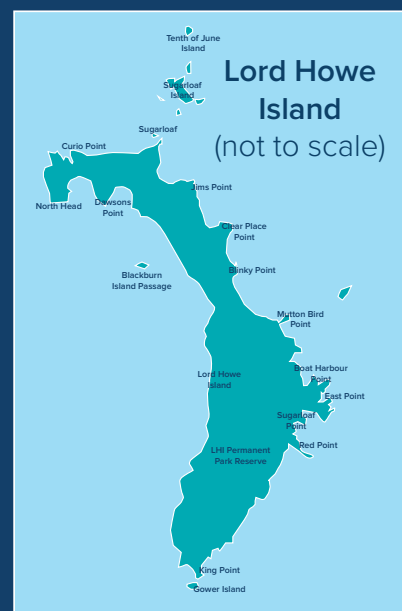 Tenth of June
Island
Lord Howe
Island
(not to scale)
Sugarloaf
Island
Sugarloaf
Curio Point
Jims Point
North Head
Dawsons
Point
Clear Place
Point
Blackburn
Island Passage
Blinky Point
Mutton Bird
Point
Lord Howe
Island
Boat Harbour
Point
East Point
Sugarloaf
Point
Red Point
LHI Permanent
Park Reserve
King Point
Gower Island